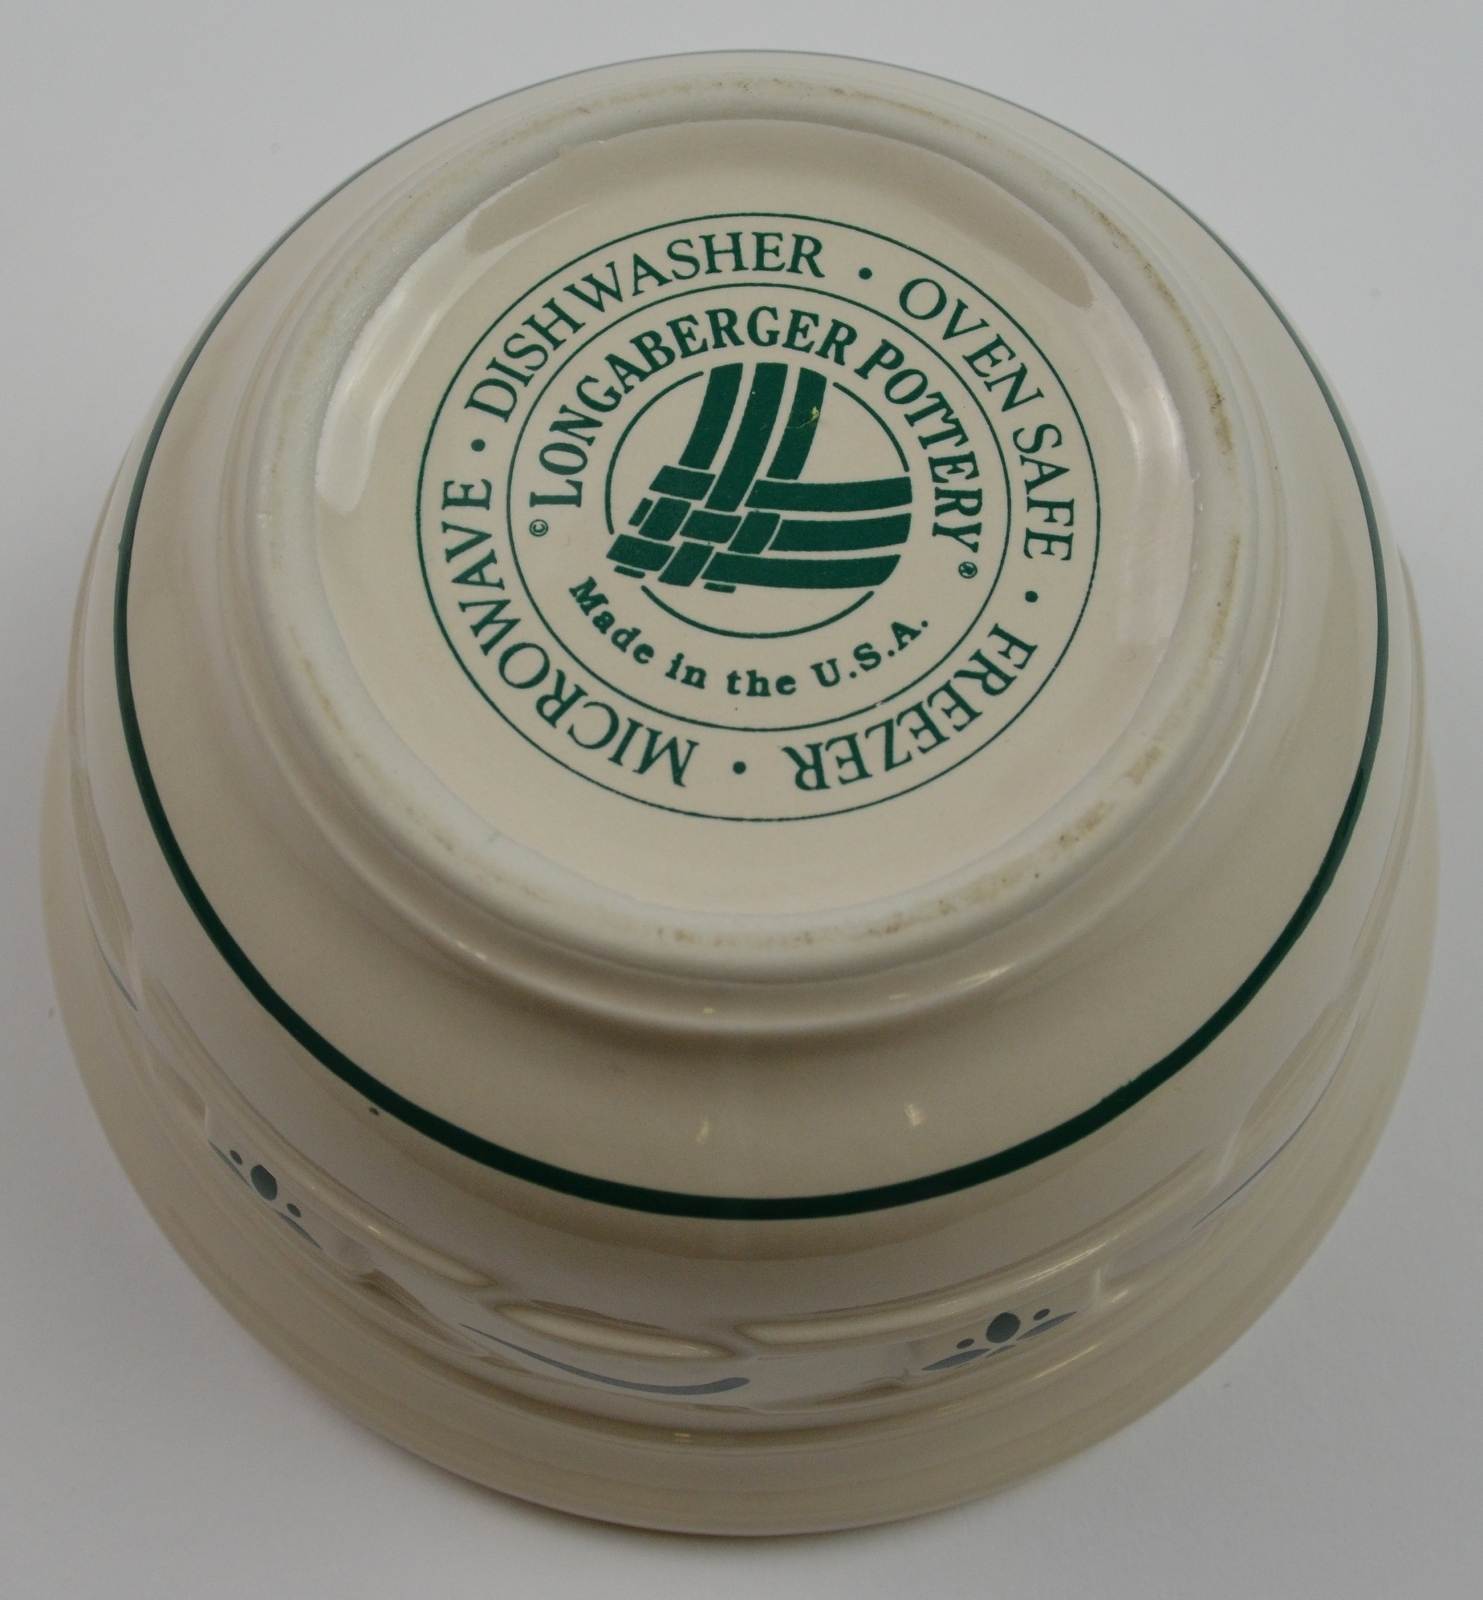 MICROWAVE • DISHWASHER • OVEN SAFE • FREEZER •
© LONGABERGER POTTERY ®
Made in the U.S.A.